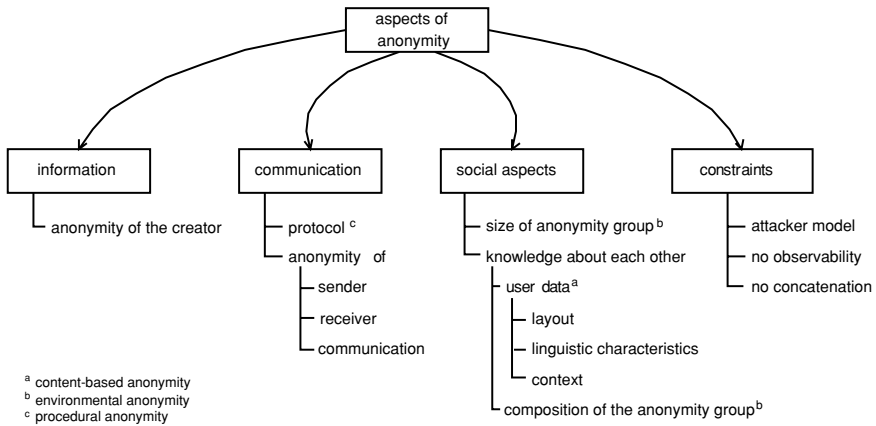 aspects of
anonymity
information
communication
social aspects
constraints
anonymity of the creator
protocol c
anonymity of
sender
receiver
communication
size of anonymity group b
knowledge about each other
user data a
layout
linguistic characteristics
context
composition of the anonymity group b
attacker model
no observability
no concatenation
a content-based anonymity
b environmental anonymity
c procedural anonymity